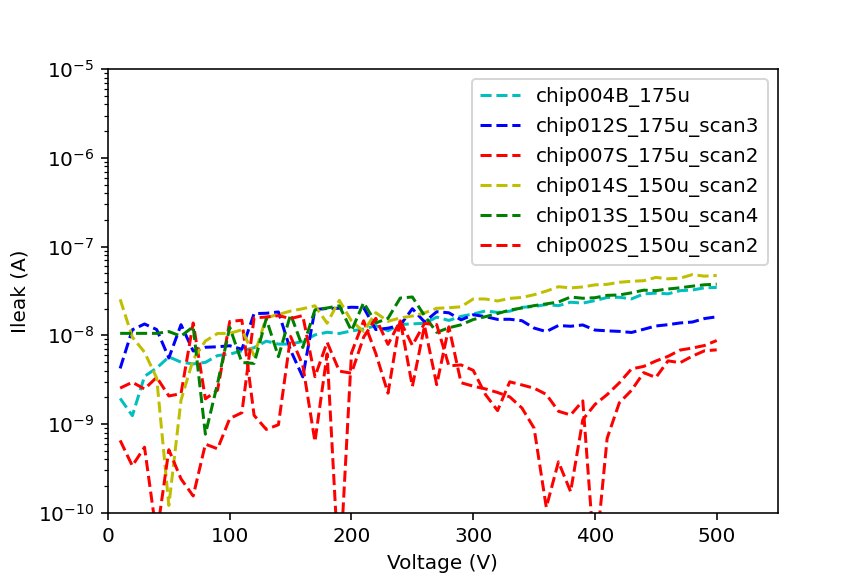 10⁻⁵
10⁻⁶
10⁻⁷
10⁻⁸
10⁻⁹
10⁻¹⁰
Ileak (A)
chip004B_175u
chip012S_175u_scan3
chip007S_175u_scan2
chip014S_150u_scan2
chip013S_150u_scan4
chip002S_150u_scan2
0 100 200 300 400 500
Voltage (V)